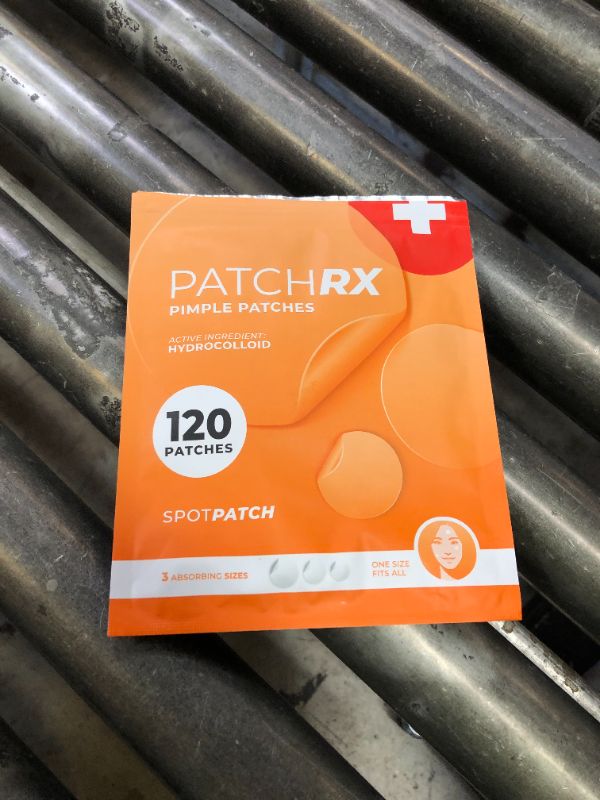 PATCHRX
PIMPLE PATCHES
ACTIVE INGREDIENT:
HYDROCOLLOID
120
PATCHES
SPOTPATCH
3 ABSORBING SIZES
ONE SIZE
FITS ALL